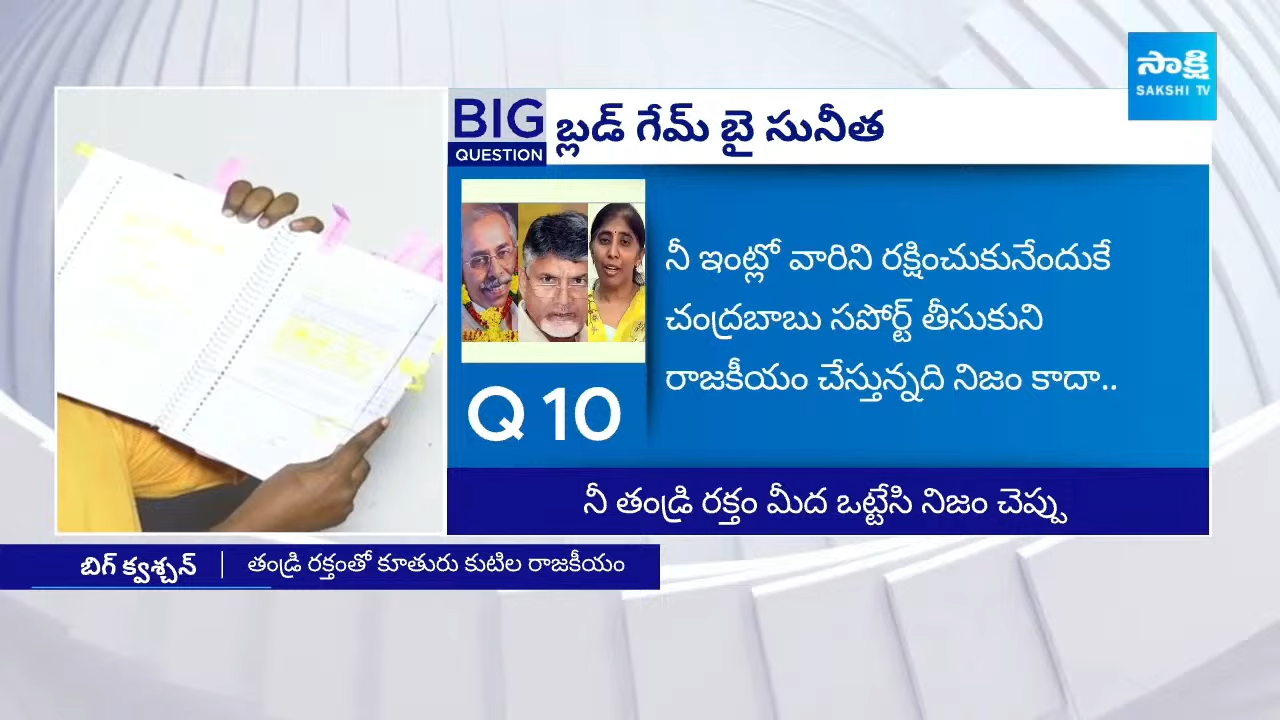 సాక్షి
SAKSHI TV
BIG
QUESTION
బ్లడ్ గేమ్ బై సునీత
నీ ఇంట్లో వారిని రక్షించుకునేందుకే
చంద్రబాబు సపోర్ట్ తీసుకుని
రాజకీయం చేస్తున్నది నిజం కాదా..
Q 10
నీ తండ్రి రక్తం మీద ఒట్టేసి నిజం చెప్పు
బిగ్ క్వశ్చన్ | తండ్రి రక్తంతో కూతురు కుటిల రాజకీయం